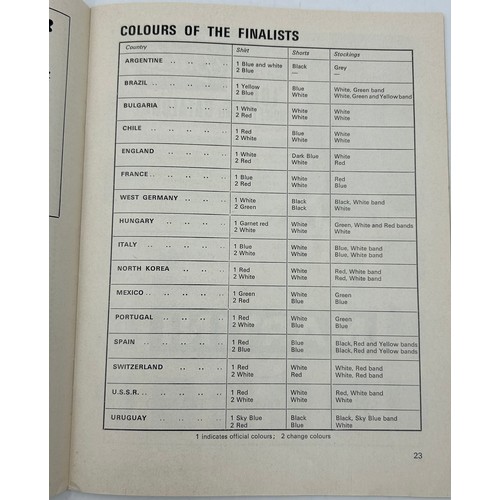 COLOURS OF THE FINALISTS
Country Shirt Shorts Stockings
ARGENTINE .. .. .. .. 1 Blue and white Black Grey
2 Blue — —
BRAZIL .. .. .. .. .. 1 Yellow Blue White, Green band
2 Blue White White, Green and Yellow band
BULGARIA .. .. .. .. 1 White White White
2 Red White White
CHILE .. .. .. .. 1 Red Blue White
2 White White White
ENGLAND .. .. .. .. 1 White Dark Blue White
2 Red White Red
FRANCE .. .. .. .. .. 1 Blue White Red
2 Red White Blue
WEST GERMANY .. .. .. 1 White Black Black, White band
2 Green Black White
HUNGARY .. .. .. .. 1 Garnet red White Green, White and Red bands
2 White White White
ITALY .. .. .. .. .. 1 Blue White Blue, White band
2 White White Blue, White band
NORTH KOREA .. .. .. 1 Red White Red, White band
2 White White Red, White band
MEXICO .. .. .. .. .. 1 Green White Green
2 Red Blue Blue
PORTUGAL .. .. .. .. 1 Red White Green
2 White Blue Blue
SPAIN .. .. .. .. .. 1 Red Blue Black, Red and Yellow bands
2 Blue Blue Black, Red and Yellow bands
SWITZERLAND .. .. .. 1 Red White White, Red band
2 White Red White, Red band
U.S.S.R. .. .. .. .. .. 1 Red White Red, White band
2 White White White
URUGUAY .. .. .. .. 1 Sky Blue Black Black, Sky Blue band
2 Red Blue White
1 indicates official colours; 2 change colours
23